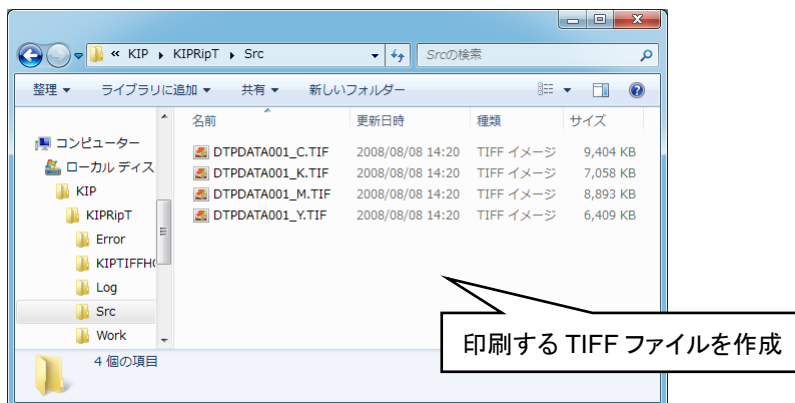 « KIP ▸ KIPRipT ▸ Src
Srcの検索
整理 ▼ ライブラリに追加 ▼ 共有 ▼ 新しいフォルダー
名前 更新日時 種類 サイズ
コンピューター
ローカル ディス
KIP
KIPRipT
Error
KIPTIFFH
Log
Src
Work
DTPDATA001_C.TIF 2008/08/08 14:20 TIFF イメージ 9,404 KB
DTPDATA001_K.TIF 2008/08/08 14:20 TIFF イメージ 7,058 KB
DTPDATA001_M.TIF 2008/08/08 14:20 TIFF イメージ 8,893 KB
DTPDATA001_Y.TIF 2008/08/08 14:20 TIFF イメージ 6,409 KB
印刷する TIFF ファイルを作成
4 個の項目